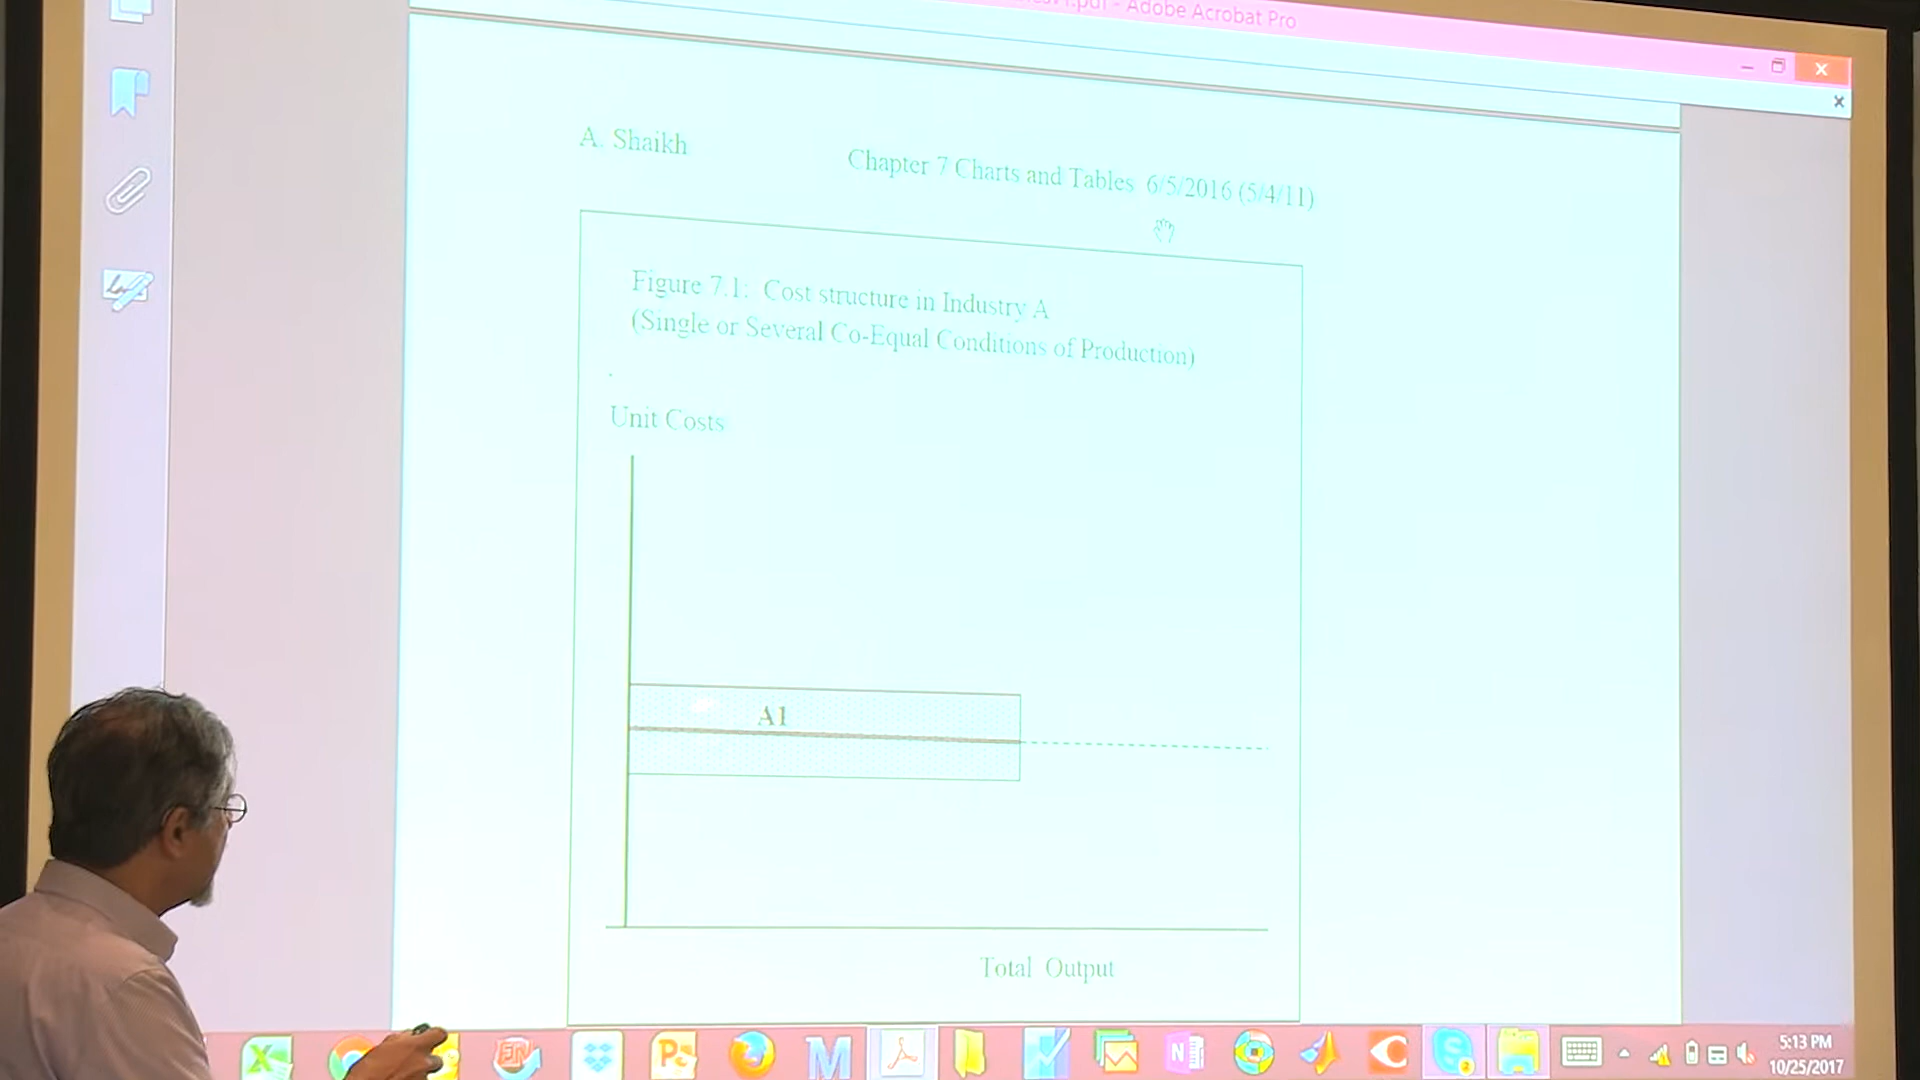 .pdf - Adobe Acrobat Pro
A. Shaikh
Chapter 7 Charts and Tables 6/5/2016 (5/4/11)
Figure 7.1: Cost structure in Industry A
(Single or Several Co-Equal Conditions of Production)
Unit Costs
A1
Total Output
5:13 PM
10/25/2017